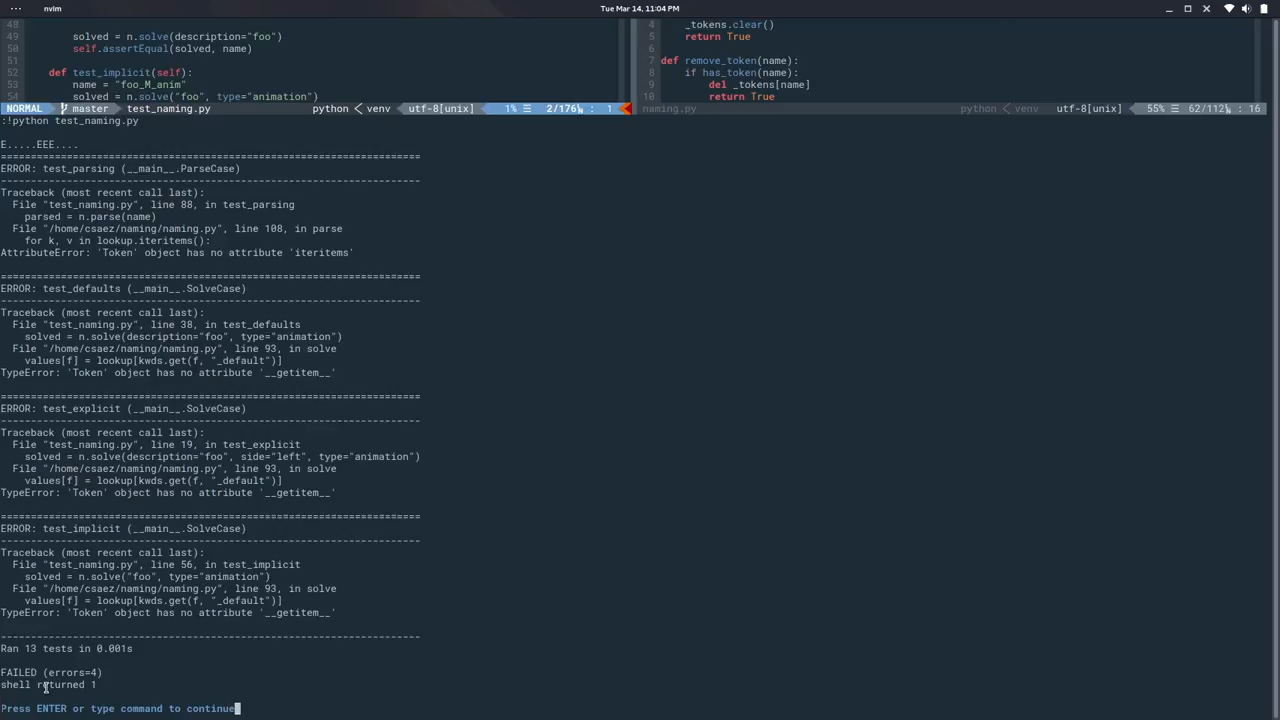 nvim
Tue Mar 14, 11:04 PM
48
49 solved = n.solve(description="foo")
50 self.assertEqual(solved, name)
51
52 def test_implicit(self):
53 name = "foo_M_anim"
54 solved = n.solve("foo", type="animation")
4 _tokens.clear()
5 return True
6
7 def remove_token(name):
8 if has_token(name):
9 del _tokens[name]
10 return True
NORMAL master test_naming.py python < venv utf-8[unix] 1% ☰ 2/176 : 1
naming.py python < venv utf-8[unix] 55% 62/112 : 16
:!python test_naming.py
E.....EEE....
======================================================================
ERROR: test_parsing (__main__.ParseCase)
----------------------------------------------------------------------
Traceback (most recent call last):
File "test_naming.py", line 88, in test_parsing
parsed = n.parse(name)
File "/home/csaez/naming/naming.py", line 108, in parse
for k, v in lookup.iteritems():
AttributeError: 'Token' object has no attribute 'iteritems'
======================================================================
ERROR: test_defaults (__main__.SolveCase)
----------------------------------------------------------------------
Traceback (most recent call last):
File "test_naming.py", line 38, in test_defaults
solved = n.solve(description="foo", type="animation")
File "/home/csaez/naming/naming.py", line 93, in solve
values[f] = lookup[kwds.get(f, "_default")]
TypeError: 'Token' object has no attribute '__getitem__'
======================================================================
ERROR: test_explicit (__main__.SolveCase)
----------------------------------------------------------------------
Traceback (most recent call last):
File "test_naming.py", line 19, in test_explicit
solved = n.solve(description="foo", side="left", type="animation")
File "/home/csaez/naming/naming.py", line 93, in solve
values[f] = lookup[kwds.get(f, "_default")]
TypeError: 'Token' object has no attribute '__getitem__'
======================================================================
ERROR: test_implicit (__main__.SolveCase)
----------------------------------------------------------------------
Traceback (most recent call last):
File "test_naming.py", line 56, in test_implicit
solved = n.solve("foo", type="animation")
File "/home/csaez/naming/naming.py", line 93, in solve
values[f] = lookup[kwds.get(f, "_default")]
TypeError: 'Token' object has no attribute '__getitem__'
----------------------------------------------------------------------
Ran 13 tests in 0.001s
FAILED (errors=4)
shell returned 1
Press ENTER or type command to continue